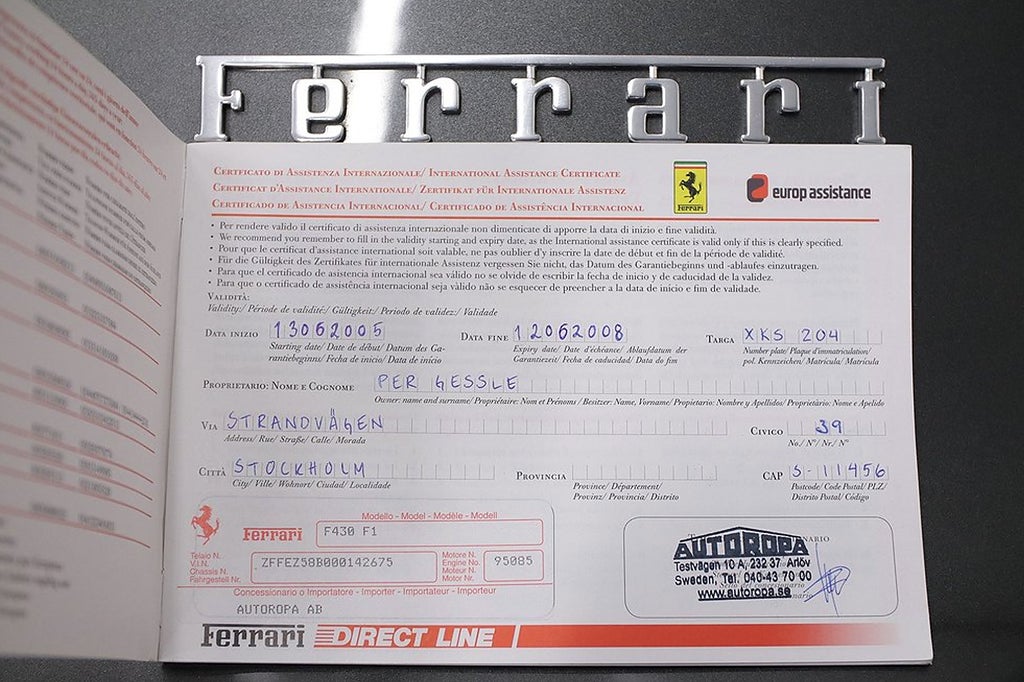 Ferrari
CERTIFICATO DI ASSISTENZA INTERNAZIONALE/ INTERNATIONAL ASSISTANCE CERTIFICATE
CERTIFICAT D'ASSISTANCE INTERNATIONALE/ ZERTIFIKAT FÜR INTERNATIONALE ASSISTENZ
CERTIFICADO DE ASISTENCIA INTERNACIONAL/ CERTIFICADO DE ASSISTÊNCIA INTERNACIONAL
Ferrari
europ assistance
• Per rendere valido il certificato di assistenza internazionale non dimenticate di apporre la data di inizio e fine validità.
• We recommend you remember to fill in the validity starting and expiry date, as the International assistance certificate is valid only if this is clearly specified.
• Pour que le certificat d'assistance international soit valable, ne pas oublier d'y inscrire la date de début et fin de la période de validité.
• Für die Gültigkeit des Zertifikates für internationale Assistenz vergessen Sie nicht, das Datum des Garantiebeginns und -ablaufes einzutragen.
• Para que el certificado de asistencia internacional sea válido no se olvide de escribir la fecha de inicio y de caducidad de la validez.
• Para que o certificado de assistência internacional seja vàlido não se esquecer de preencher a data de inicio e fim de validade.
VALIDITÀ:
Validity:/ Période de validité:/ Gültigkeit:/ Periodo de validez:/ Validade
DATA INIZIO 13062005 DATA FINE 12062008 TARGA XKS 204
Starting date/ Date de début/ Datum des Ga-
rantiebeginns/ Fecha de inicio/ Data de inicio
Expiry date/ Date d'échéance/ Ablaufdatum der
Garantiezeit/ Fecha de caducidad/ Data do fim
Number plate/ Plaque d'immatriculation/
pol. Kennzeichen/ Matrícula/ Matrícula
PROPRIETARIO: NOME E COGNOME PER GESSLE
Owner: name and surname/ Propriétaire: Nom et Prénoms / Besitzer: Name, Vorname/ Propietario: Nombre y Apellidos/ Proprietàrio: Nome e Apelido
VIA STRANDVÄGEN CIVICO 39
Address/ Rue/ Straße/ Calle/ Morada
No./ N°/ Nr./ N°
CITTÀ STOCKHOLM PROVINCIA CAP S-11456
City/ Ville/ Wohnort/ Ciudad/ Localidade
Province/ Département/
Provinz/ Provincia/ Distrito
Postcode/ Code Postal/ PLZ/
Distrito Postal/ Código
Modello - Model - Modèle - Modell
Ferrari F430 F1
Telaio N.
V.I.N.
Chassis N.
Fahrgestell Nr.
ZFFEZ58B000142675
Motore N.
Engine No.
Moteur N.
Motor Nr.
95085
Concessionario o Importatore - Importer - Importateur - Importeur
AUTOROPA AB
AUTOROPA
Testvägen 10 A, 232 37 Arlöv
Sweden, Tel. 040-43 70 00
www.autoropa.se
Ferrari DIRECT LINE